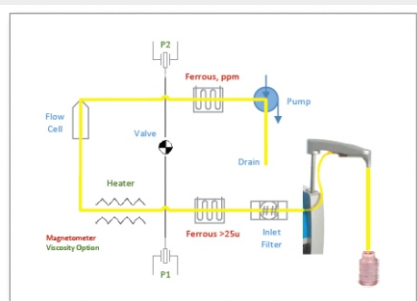 P2
Ferrous, ppm
Pump
Flow
Cell
Valve
Drain
Heater
Magnetometer
Viscosity Option
Ferrous >25u
Inlet
Filter
P1